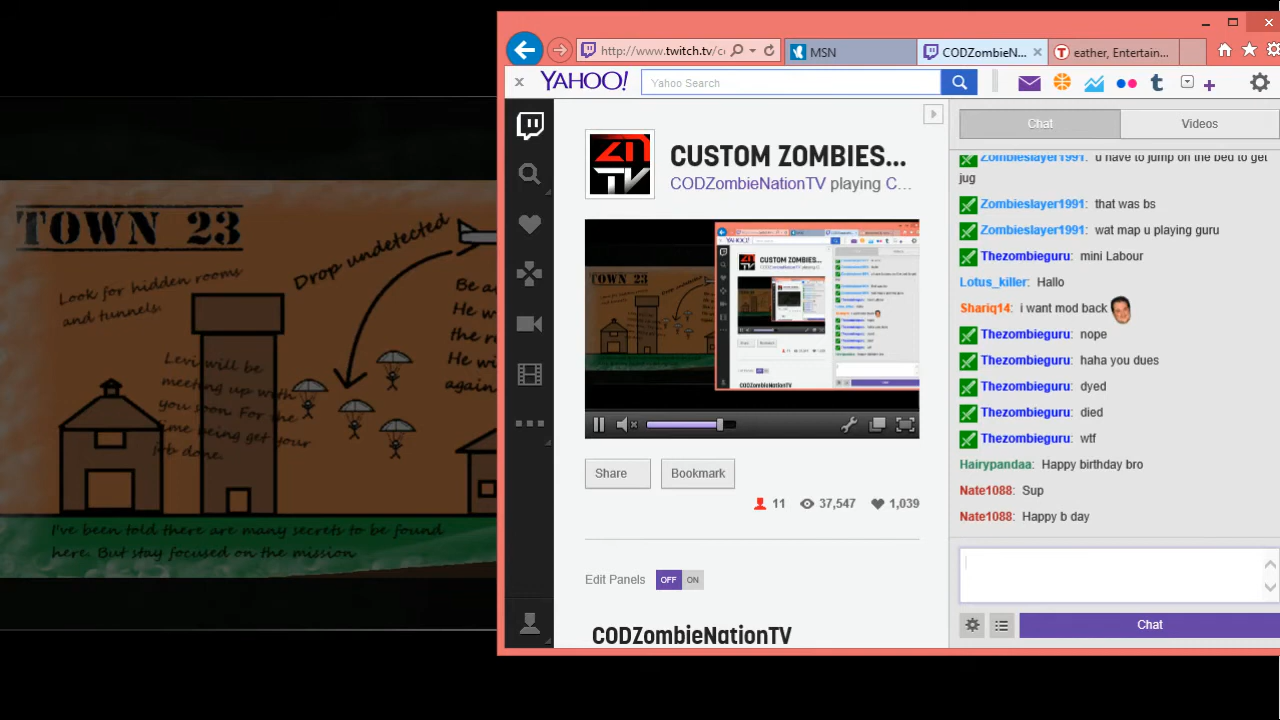 TOWN 23
Drop undetected
Look for hidden rooms
and tunnels.
Levi will be
meeting up with
you soon. For the
time being get your
job done.
Be a
He w
the r
He wi
again
I've been told there are many secrets to be found
here. But stay focused on the mission
http://www.twitch.tv/c
MSN
CODZombieN...
eather, Entertain...
YAHOO!
Yahoo Search
ZN
TV
CUSTOM ZOMBIES...
CODZombieNationTV playing C...
Share
Bookmark
11
37,547
1,039
Edit Panels
OFF
ON
CODZombieNationTV
Chat
Videos
Zombieslayer1991: u have to jump on the bed to get
jug
Zombieslayer1991: that was bs
Zombieslayer1991: wat map u playing guru
Thezombieguru: mini Labour
Lotus_killer: Hallo
Shariq14: i want mod back
Thezombieguru: nope
Thezombieguru: haha you dues
Thezombieguru: dyed
Thezombieguru: died
Thezombieguru: wtf
Hairypandaa: Happy birthday bro
Nate1088: Sup
Nate1088: Happy b day
Chat